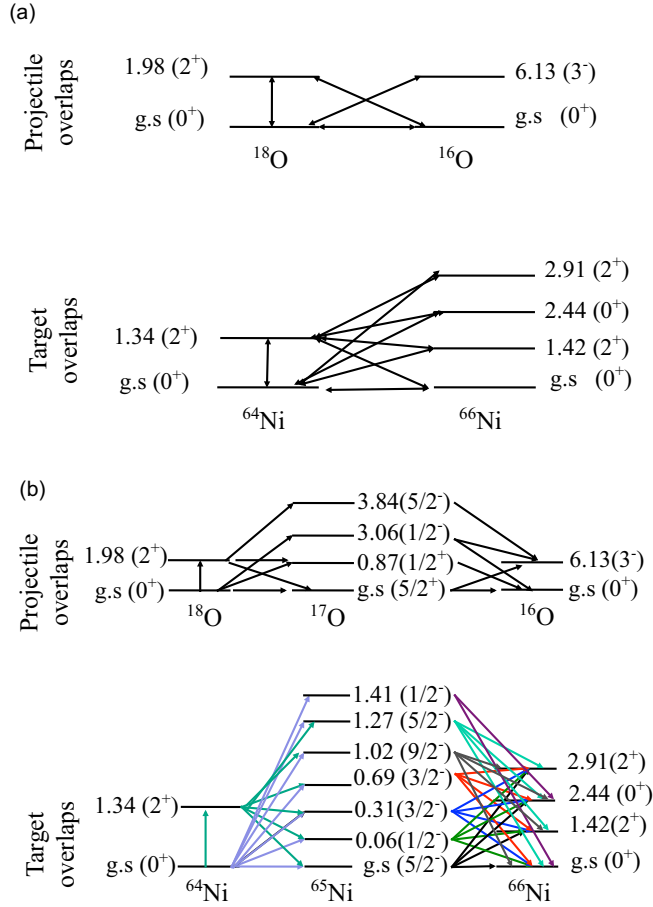 (a)
Projectile overlaps
1.98 (2+)
6.13 (3-)
g.s (0+)
g.s (0+)
18O
16O
Target overlaps
2.91 (2+)
2.44 (0+)
1.34 (2+)
1.42 (2+)
g.s (0+)
g.s (0+)
64Ni
66Ni
(b)
Projectile overlaps
3.84(5/2-)
3.06(1/2-)
1.98 (2+)
0.87(1/2+)
6.13(3-)
g.s (0+)
g.s (5/2+)
g.s (0+)
18O
17O
16O
Target overlaps
1.41 (1/2-)
1.27 (5/2-)
1.02 (9/2-)
2.91(2+)
0.69 (3/2-)
2.44 (0+)
1.34 (2+)
0.31(3/2-)
1.42(2+)
0.06(1/2-)
g.s (0+)
g.s (5/2-)
g.s (0+)
64Ni
65Ni
66Ni